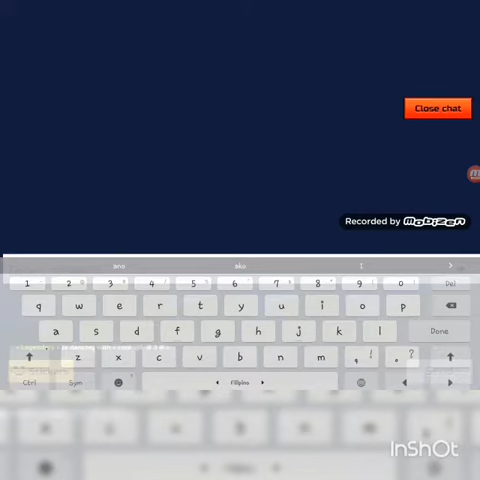 Close chat
Recorded by MOBIZEN
ano ako I
1 2 3 4 5 6 7 8 9 0 Del
q w e r t y u i o p
a s d f g h j k l Done
z x c v b n m , ! . ?
Ctrl Sym Filipino
InShOt